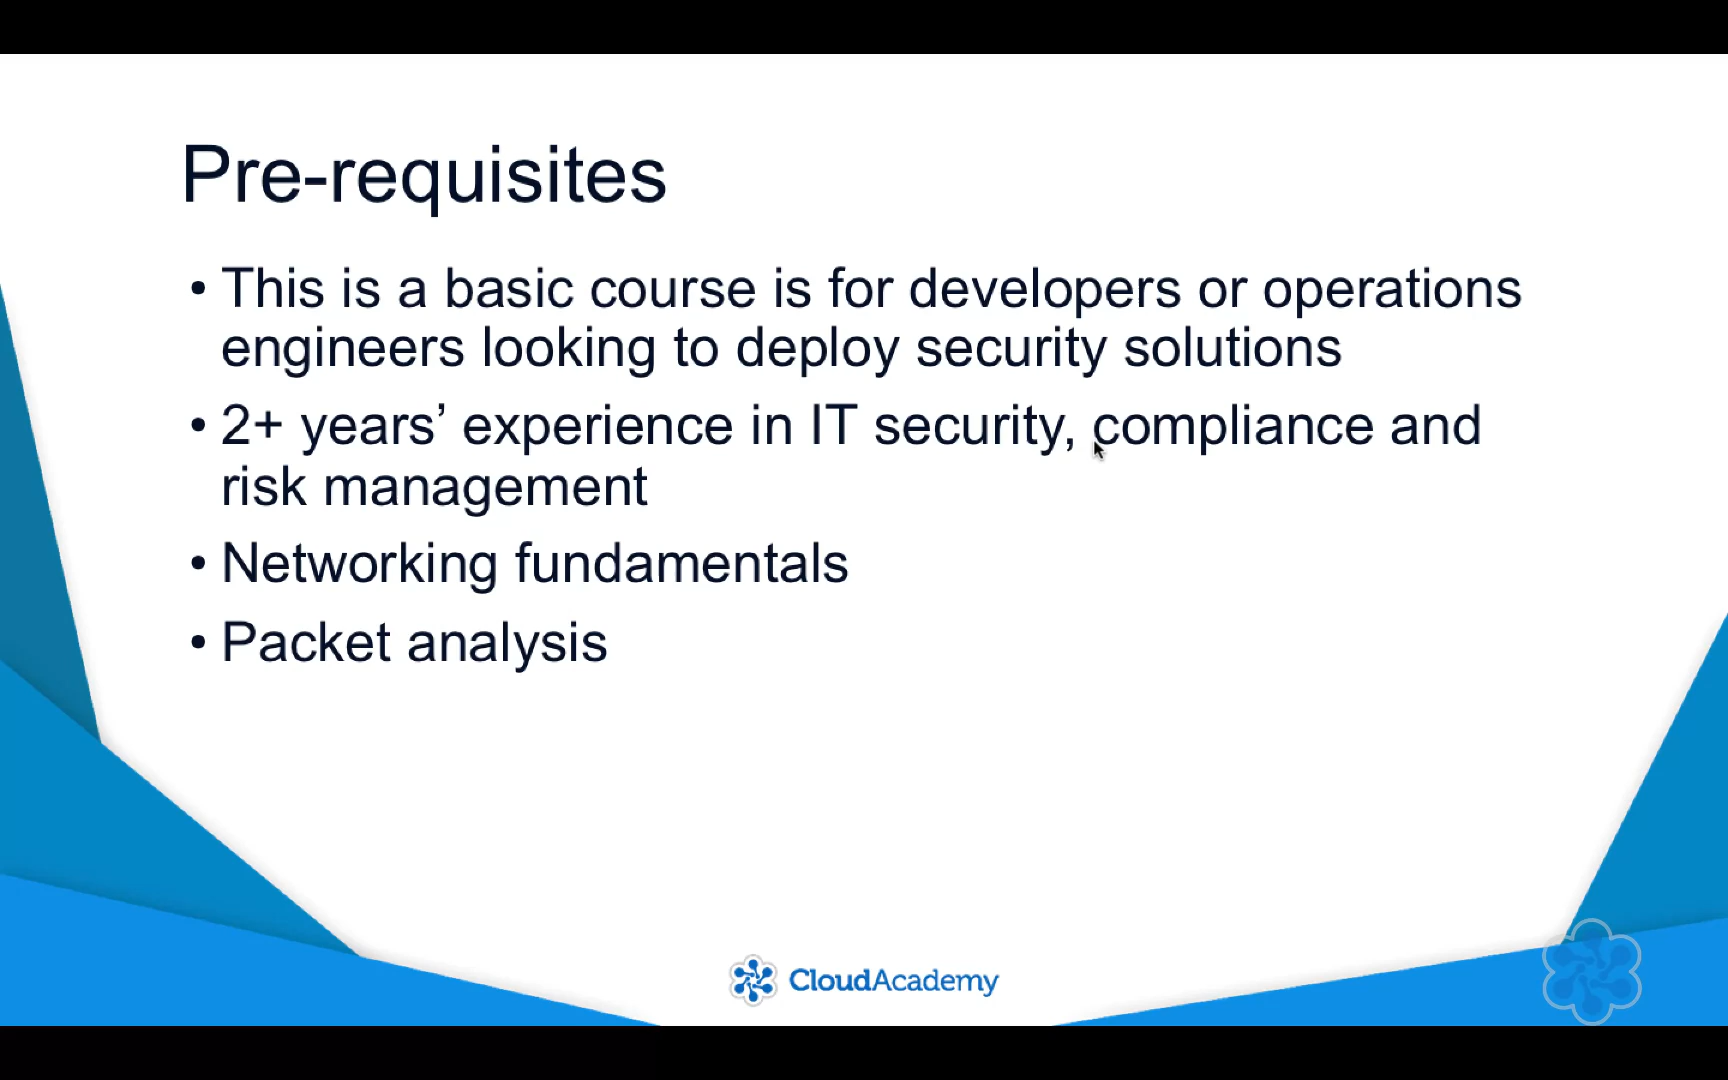 Pre-requisites
• This is a basic course is for developers or operations
engineers looking to deploy security solutions
• 2+ years’ experience in IT security, compliance and
risk management
• Networking fundamentals
• Packet analysis
CloudAcademy